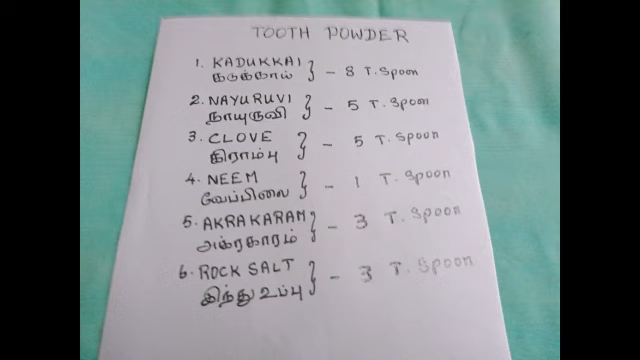 TOOTH POWDER
1. KADUKKAI } - 8 T. Spoon
கடுக்காய்
2. NAYURUVI } - 5 T. Spoon
நாயுருவி
3. CLOVE } - 5 T. Spoon
கிராம்பு
4. NEEM } - 1 T. Spoon
வேப்பிலை
5. AKRAKARAM } - 3 T. Spoon
அக்ரகாரம்
6. ROCK SALT } - 3 T. Spoon
இந்து உப்பு